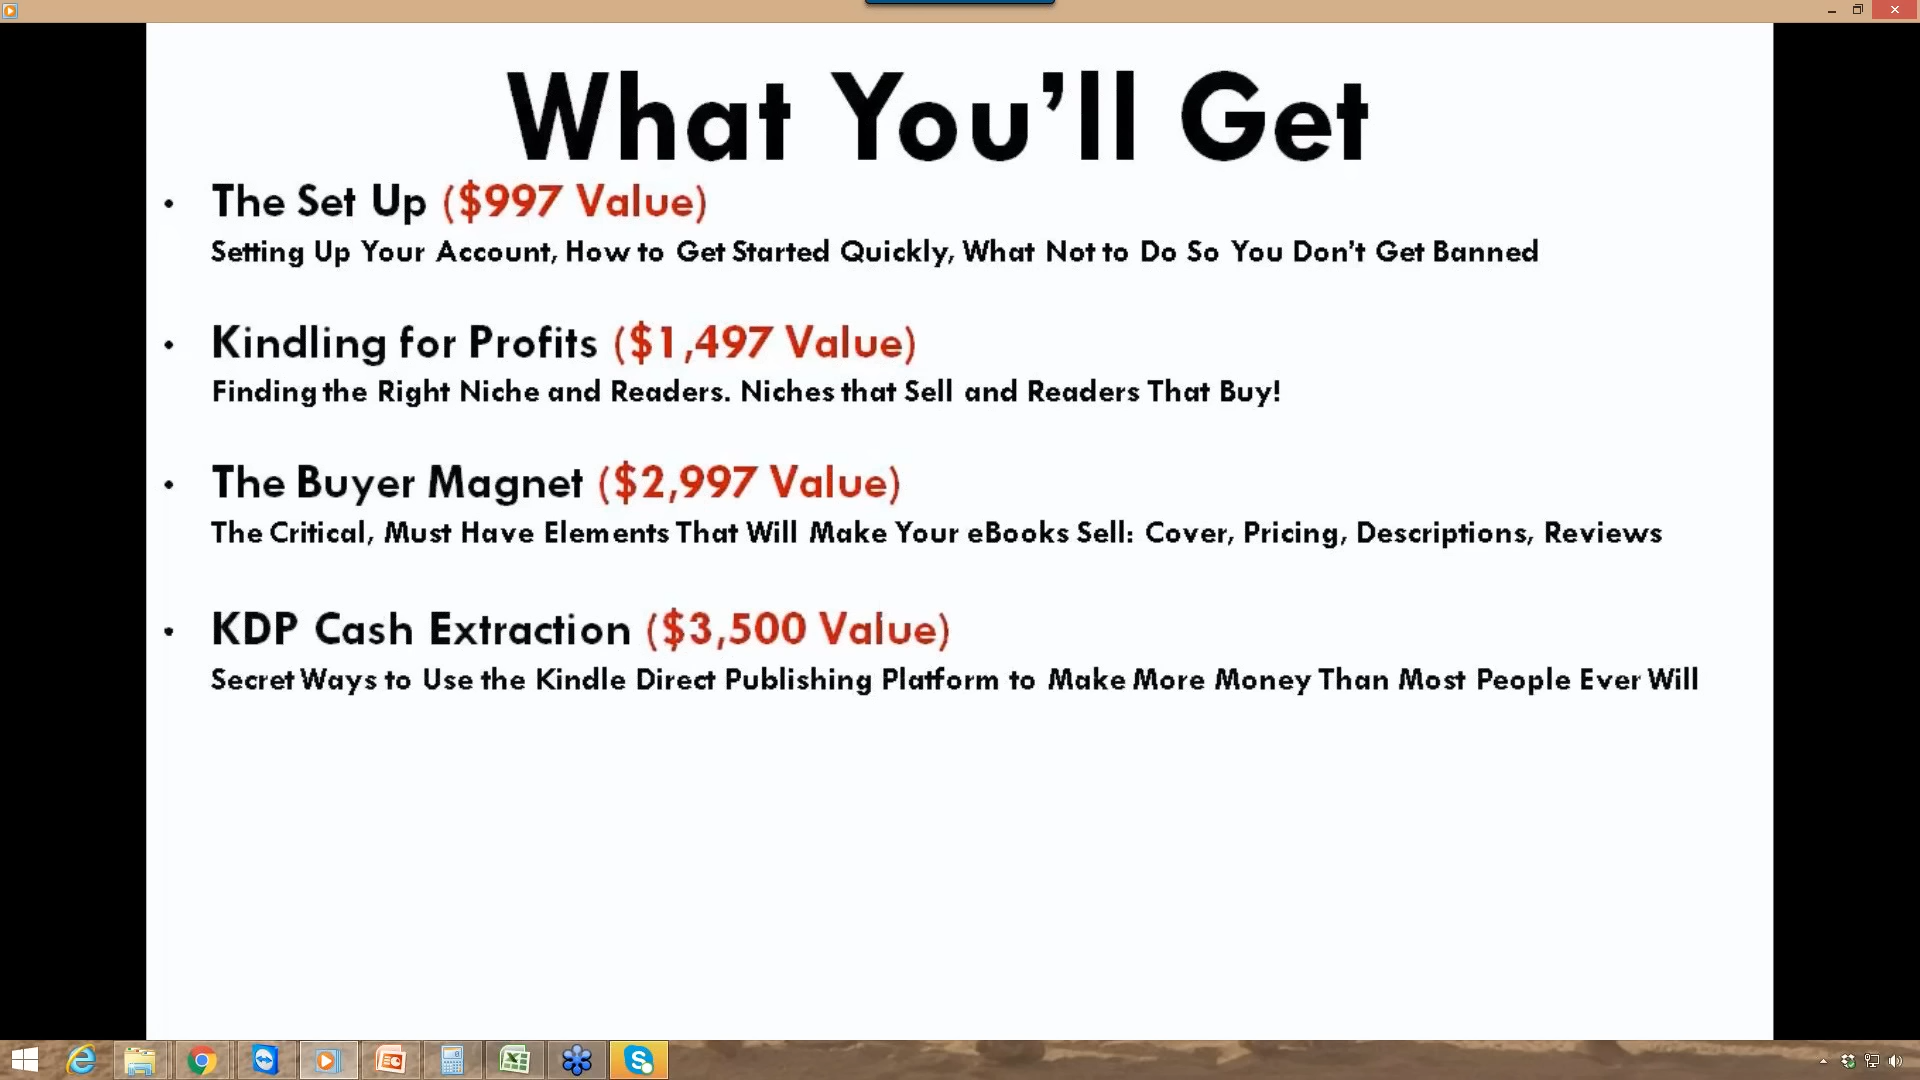 What You’ll Get
• The Set Up ($997 Value)
Setting Up Your Account, How to Get Started Quickly, What Not to Do So You Don’t Get Banned
• Kindling for Profits ($1,497 Value)
Finding the Right Niche and Readers. Niches that Sell and Readers That Buy!
• The Buyer Magnet ($2,997 Value)
The Critical, Must Have Elements That Will Make Your eBooks Sell: Cover, Pricing, Descriptions, Reviews
• KDP Cash Extraction ($3,500 Value)
Secret Ways to Use the Kindle Direct Publishing Platform to Make More Money Than Most People Ever Will